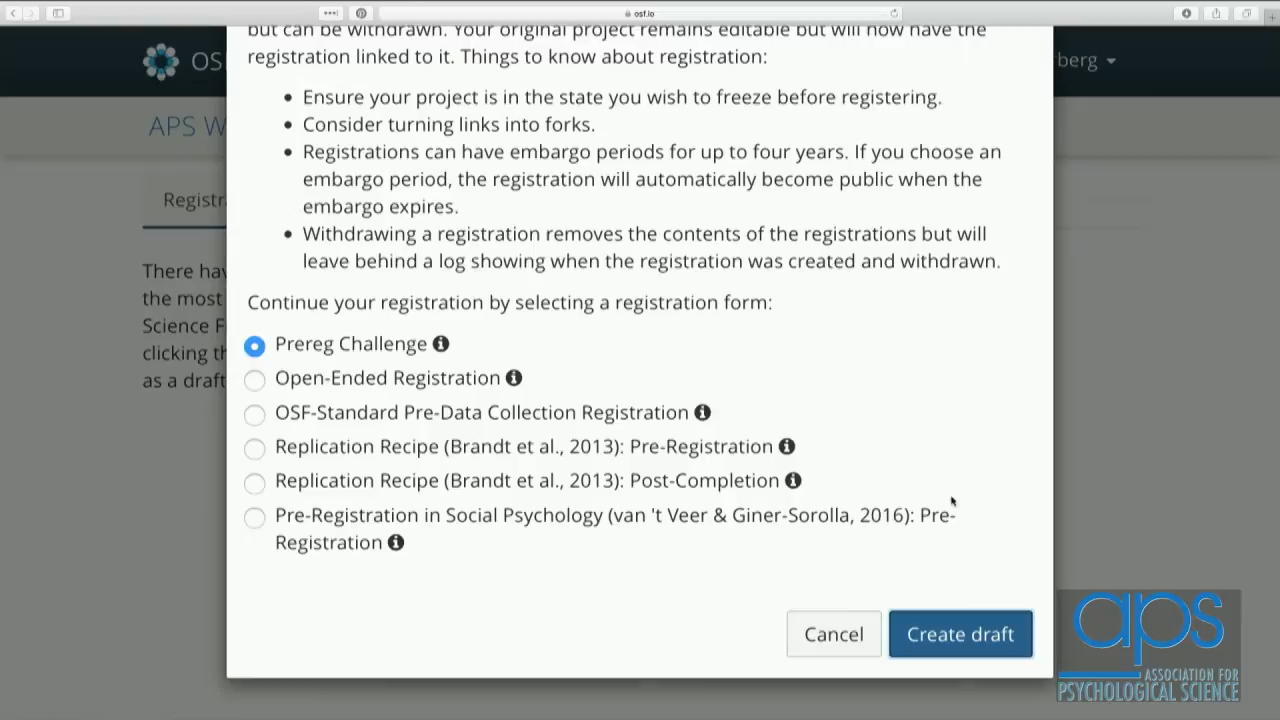 osf.io
but can be withdrawn. Your original project remains editable but will now have the
registration linked to it. Things to know about registration:
OS
berg
APS W
Ensure your project is in the state you wish to freeze before registering.
Consider turning links into forks.
Registrations can have embargo periods for up to four years. If you choose an
embargo period, the registration will automatically become public when the
embargo expires.
Withdrawing a registration removes the contents of the registrations but will
leave behind a log showing when the registration was created and withdrawn.
Registr
There hav
the most
Science F
clicking th
as a draft
Continue your registration by selecting a registration form:
Prereg Challenge
Open-Ended Registration
OSF-Standard Pre-Data Collection Registration
Replication Recipe (Brandt et al., 2013): Pre-Registration
Replication Recipe (Brandt et al., 2013): Post-Completion
Pre-Registration in Social Psychology (van 't Veer & Giner-Sorolla, 2016): Pre-
Registration
Cancel
Create draft
aps
ASSOCIATION FOR
PSYCHOLOGICAL SCIENCE